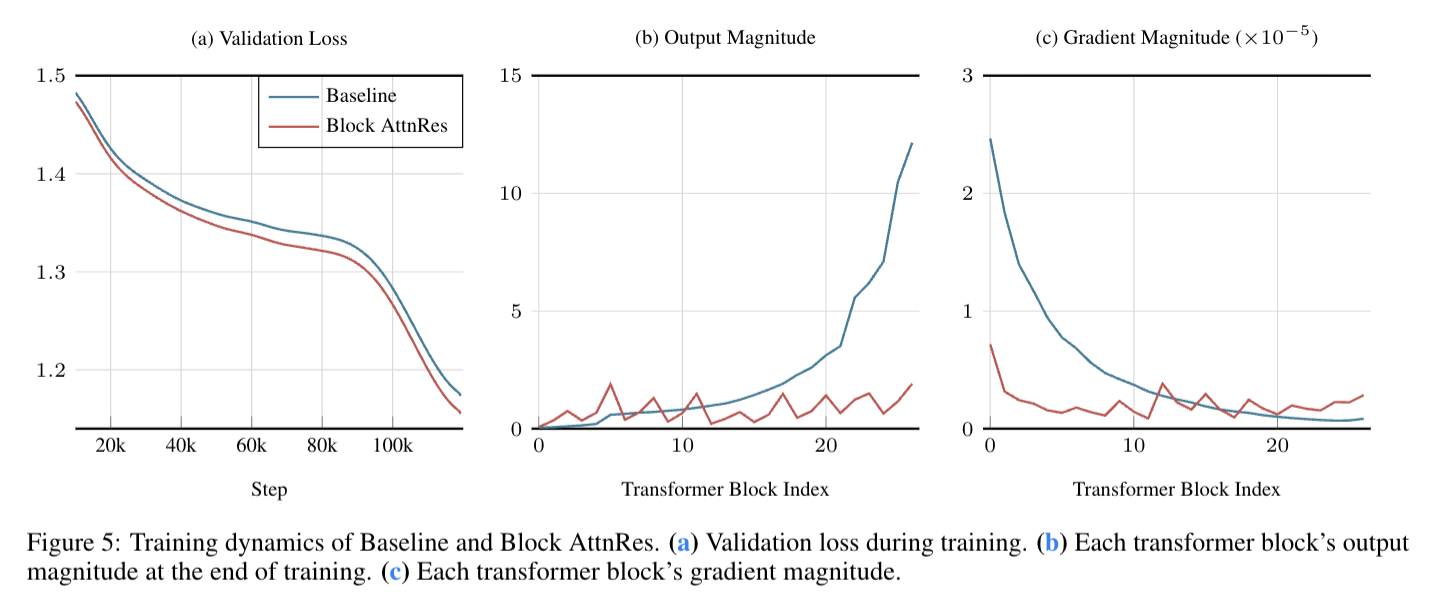 (a) Validation Loss
1.5
1.4
1.3
1.2
Baseline
Block AttnRes
20k 40k 60k 80k 100k
Step
(b) Output Magnitude
15
10
5
0
0 10 20
Transformer Block Index
(c) Gradient Magnitude (×10⁻⁵)
3
2
1
0
0 10 20
Transformer Block Index
Figure 5: Training dynamics of Baseline and Block AttnRes. (a) Validation loss during training. (b) Each transformer block’s output
magnitude at the end of training. (c) Each transformer block’s gradient magnitude.